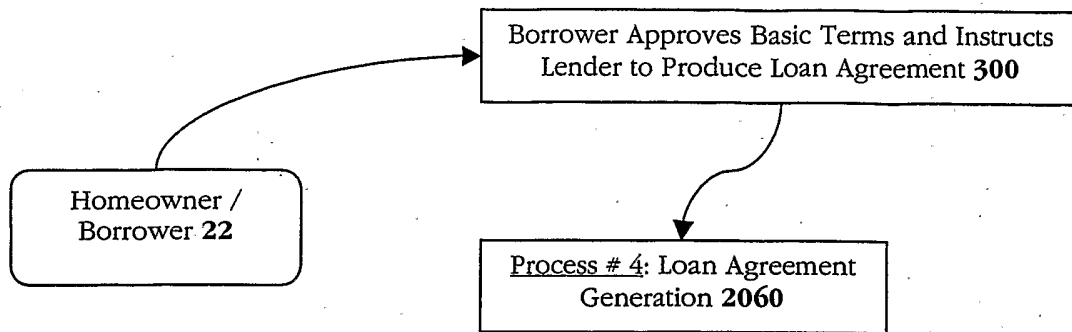 Borrower Approves Basic Terms and Instructs
Lender to Produce Loan Agreement 300
Homeowner /
Borrower 22
Process # 4: Loan Agreement
Generation 2060